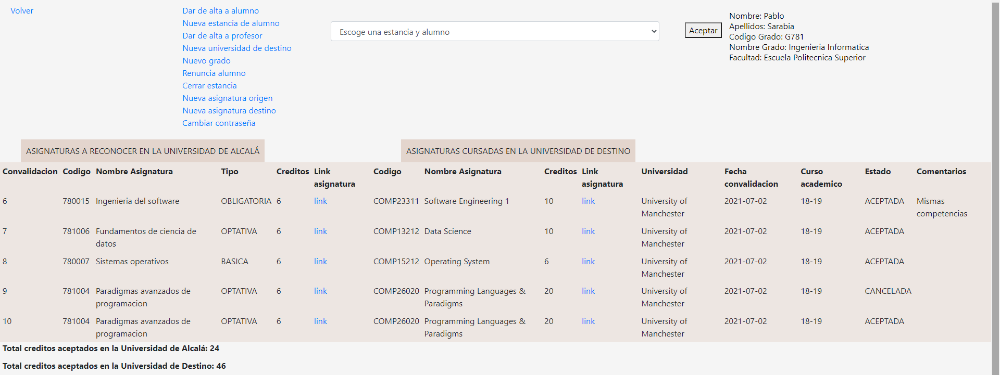 Volver
Dar de alta a alumno
Nueva estancia de alumno
Dar de alta a profesor
Nueva universidad de destino
Nuevo grado
Renuncia alumno
Cerrar estancia
Nueva asignatura origen
Nueva asignatura destino
Cambiar contraseña
Escoge una estancia y alumno
Aceptar
Nombre: Pablo
Apellidos: Sarabia
Codigo Grado: G781
Nombre Grado: Ingenieria Informatica
Facultad: Escuela Politecnica Superior
ASIGNATURAS A RECONOCER EN LA UNIVERSIDAD DE ALCALÁ ASIGNATURAS CURSADAS EN LA UNIVERSIDAD DE DESTINO
Convalidacion Codigo Nombre Asignatura Tipo Creditos Link Codigo Nombre Asignatura Creditos Link Universidad Fecha Curso Estado Comentarios
asignatura asignatura convalidacion academico
6 780015 Ingenieria del software OBLIGATORIA 6 link COMP23311 Software Engineering 1 10 link University of 2021-07-02 18-19 ACEPTADA Mismas
Manchester competencias
7 781006 Fundamentos de ciencia de OPTATIVA 6 link COMP13212 Data Science 10 link University of 2021-07-02 18-19 ACEPTADA
datos Manchester
8 780007 Sistemas operativos BASICA 6 link COMP15212 Operating System 6 link University of 2021-07-02 18-19 ACEPTADA
Manchester
9 781004 Paradigmas avanzados de OPTATIVA 6 link COMP26020 Programming Languages & 20 link University of 2021-07-02 18-19 CANCELADA
programacion Paradigms Manchester
10 781004 Paradigmas avanzados de OPTATIVA 6 link COMP26020 Programming Languages & 20 link University of 2021-07-02 18-19 ACEPTADA
programacion Paradigms Manchester
Total creditos aceptados en la Universidad de Alcalá: 24
Total creditos aceptados en la Universidad de Destino: 46